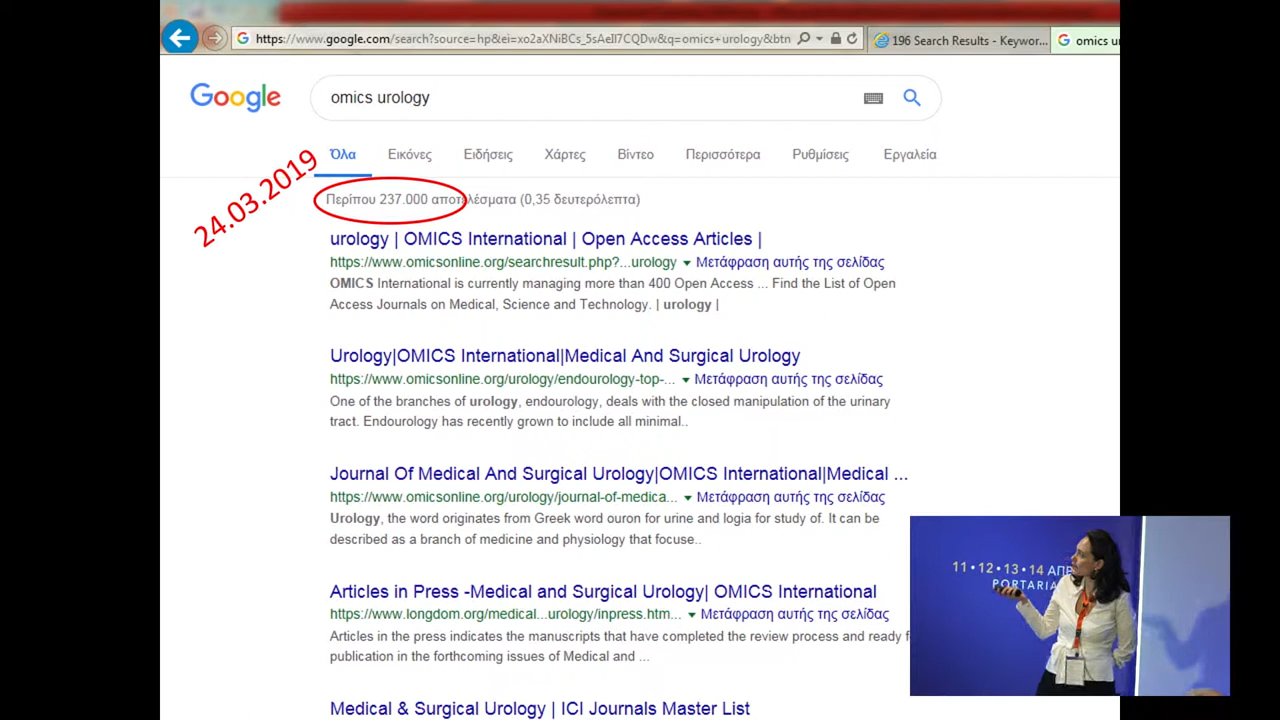 https://www.google.com/search?source=hp&ei=xo2aXNiBCs_5sAeIl7CQDw&q=omics+urology&btn
196 Search Results - Keywor...
omics u
Google
omics urology
Όλα Εικόνες Ειδήσεις Χάρτες Βίντεο Περισσότερα Ρυθμίσεις Εργαλεία
24.03.2019
Περίπου 237.000 αποτελέσματα (0,35 δευτερόλεπτα)
urology | OMICS International | Open Access Articles |
https://www.omicsonline.org/searchresult.php?...urology Μετάφραση αυτής της σελίδας
OMICS International is currently managing more than 400 Open Access ... Find the List of Open
Access Journals on Medical, Science and Technology. | urology |
Urology|OMICS International|Medical And Surgical Urology
https://www.omicsonline.org/urology/endourology-top-... Μετάφραση αυτής της σελίδας
One of the branches of urology, endourology, deals with the closed manipulation of the urinary
tract. Endourology has recently grown to include all minimal..
Journal Of Medical And Surgical Urology|OMICS International|Medical ...
https://www.omicsonline.org/urology/journal-of-medica... Μετάφραση αυτής της σελίδας
Urology, the word originates from Greek word ouron for urine and logia for study of. It can be
described as a branch of medicine and physiology that focuse..
Articles in Press -Medical and Surgical Urology| OMICS International
https://www.longdom.org/medical...urology/inpress.htm... Μετάφραση αυτής της σελίδας
Articles in the press indicates the manuscripts that have completed the review process and ready f
publication in the forthcoming issues of Medical and ...
Medical & Surgical Urology | ICI Journals Master List
11•12•13•14 ΑΠΡ
PORTARIA